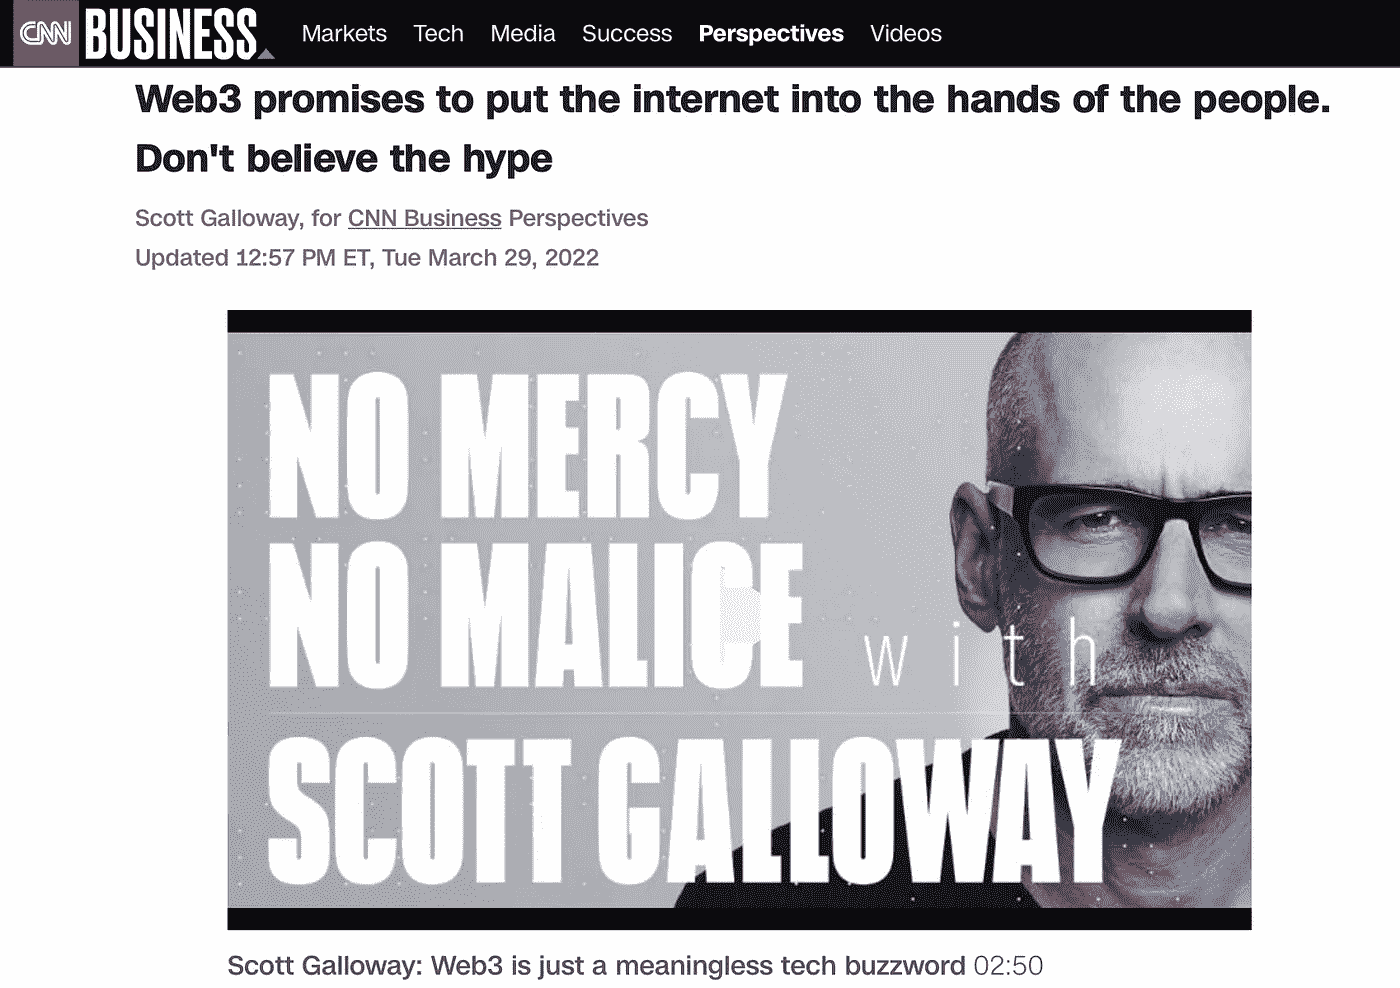 CNN BUSINESS Markets Tech Media Success Perspectives Videos
Web3 promises to put the internet into the hands of the people.
Don't believe the hype
Scott Galloway, for CNN Business Perspectives
Updated 12:57 PM ET, Tue March 29, 2022
NO MERCY
NO MALICE with
SCOTT GALLOWAY
Scott Galloway: Web3 is just a meaningless tech buzzword 02:50